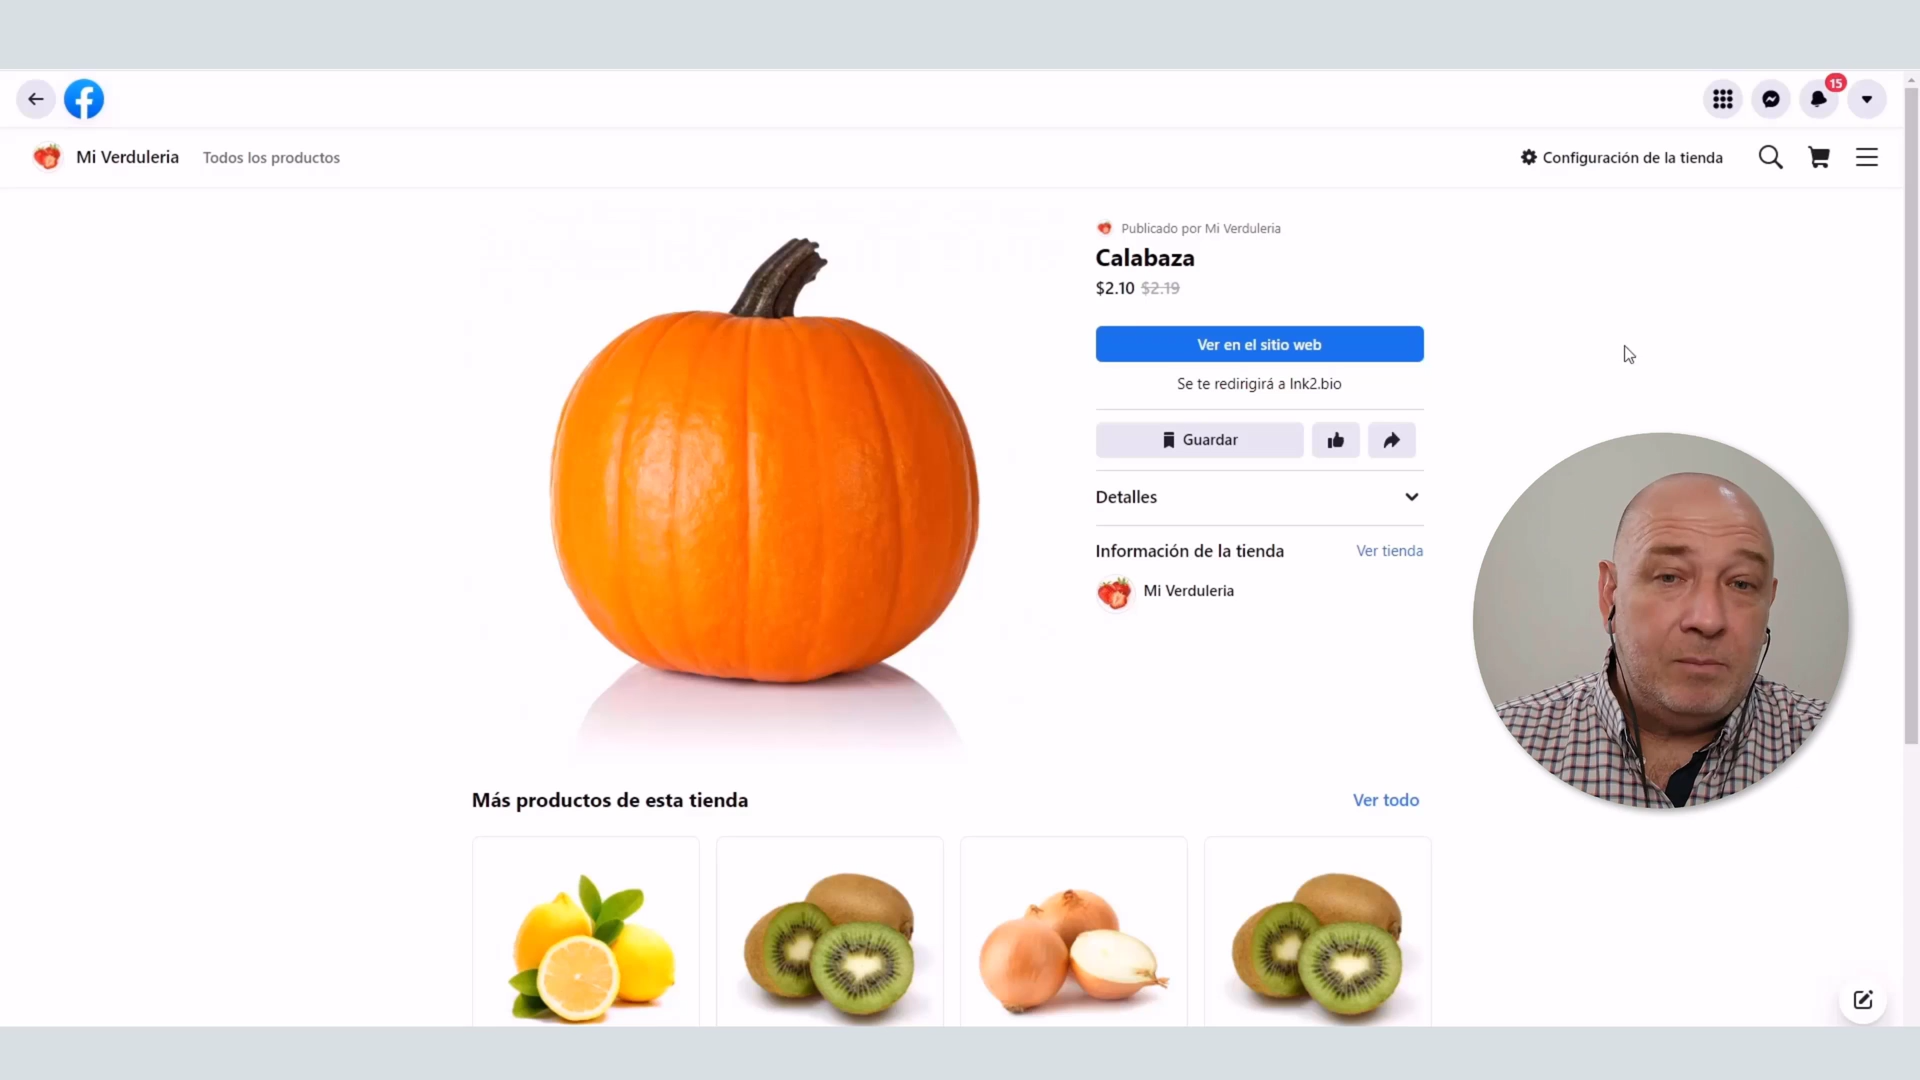 15
Mi Verduleria
Todos los productos
Configuración de la tienda
Publicado por Mi Verduleria
Calabaza
$2.10 $2.19
Ver en el sitio web
Se te redirigirá a lnk2.bio
Guardar
Detalles
Información de la tienda
Ver tienda
Mi Verduleria
Más productos de esta tienda
Ver todo